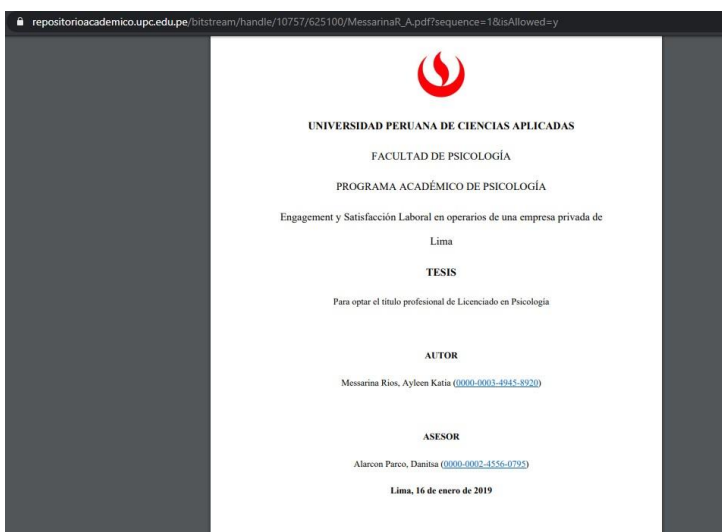 repositorioacademico.upc.edu.pe/bitstream/handle/10757/625100/MessarinaR_A.pdf?sequence=1&isAllowed=y
UNIVERSIDAD PERUANA DE CIENCIAS APLICADAS
FACULTAD DE PSICOLOGÍA
PROGRAMA ACADÉMICO DE PSICOLOGÍA
Engagement y Satisfacción Laboral en operarios de una empresa privada de
Lima
TESIS
Para optar el título profesional de Licenciado en Psicología
AUTOR
Messarina Rios, Ayleen Katia (0000-0003-4945-8920)
ASESOR
Alarcon Parco, Danitsa (0000-0002-4556-0795)
Lima, 16 de enero de 2019